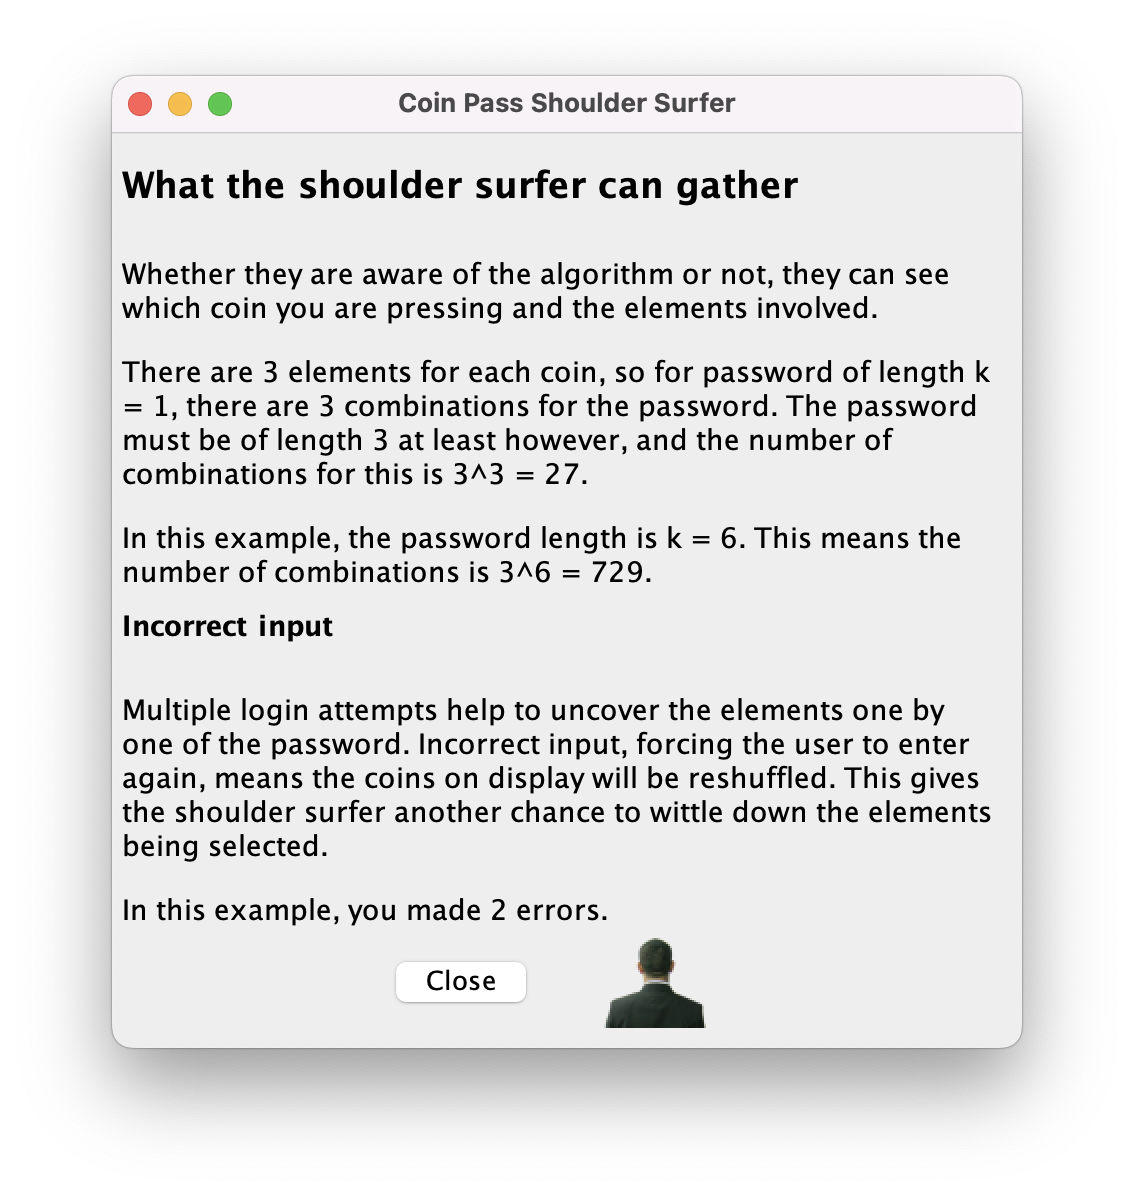 Coin Pass Shoulder Surfer
What the shoulder surfer can gather
Whether they are aware of the algorithm or not, they can see
which coin you are pressing and the elements involved.
There are 3 elements for each coin, so for password of length k
= 1, there are 3 combinations for the password. The password
must be of length 3 at least however, and the number of
combinations for this is 3^3 = 27.
In this example, the password length is k = 6. This means the
number of combinations is 3^6 = 729.
Incorrect input
Multiple login attempts help to uncover the elements one by
one of the password. Incorrect input, forcing the user to enter
again, means the coins on display will be reshuffled. This gives
the shoulder surfer another chance to wittle down the elements
being selected.
In this example, you made 2 errors.
Close